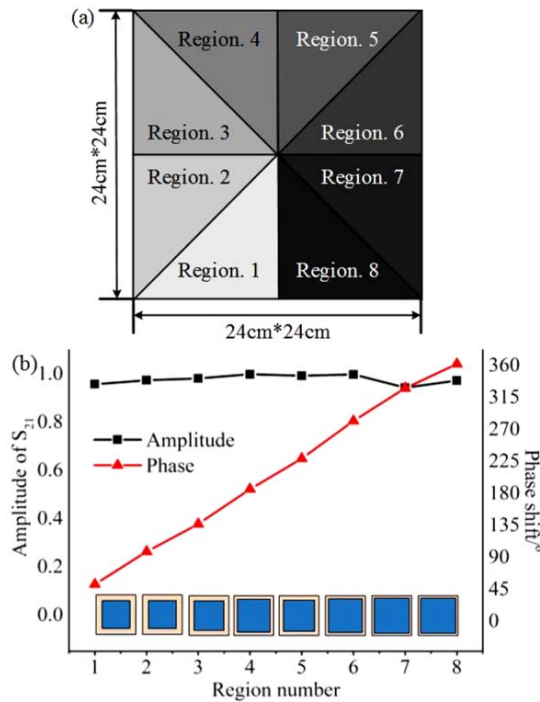 (a)
Region. 4
Region. 5
Region. 3
Region. 6
Region. 2
Region. 7
Region. 1
Region. 8
24cm*24cm
24cm*24cm
(b)
Amplitude of S21
1.0
0.8
0.6
0.4
0.2
0.0
Amplitude
Phase
360
315
270
225
180
135
90
45
0
Phase shift/°
1 2 3 4 5 6 7 8
Region number